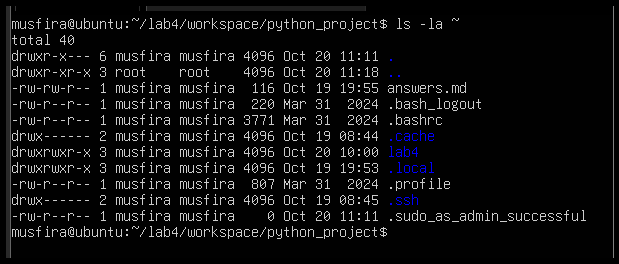 musfira@ubuntu:~/lab4/workspace/python_project$ ls -la ~
total 40
drwxr-x--- 6 musfira musfira 4096 Oct 20 11:11 .
drwxr-xr-x 3 root    root    4096 Oct 20 11:18 ..
-rw-rw-r-- 1 musfira musfira  116 Oct 19 19:55 answers.md
-rw-r--r-- 1 musfira musfira  220 Mar 31  2024 .bash_logout
-rw-r--r-- 1 musfira musfira 3771 Mar 31  2024 .bashrc
drwx------ 2 musfira musfira 4096 Oct 19 08:44 .cache
drwxrwxr-x 3 musfira musfira 4096 Oct 20 10:00 lab4
drwxrwxr-x 3 musfira musfira 4096 Oct 19 19:53 .local
-rw-r--r-- 1 musfira musfira  807 Mar 31  2024 .profile
drwx------ 2 musfira musfira 4096 Oct 19 08:45 .ssh
-rw-r--r-- 1 musfira musfira    0 Oct 20 11:11 .sudo_as_admin_successful
musfira@ubuntu:~/lab4/workspace/python_project$